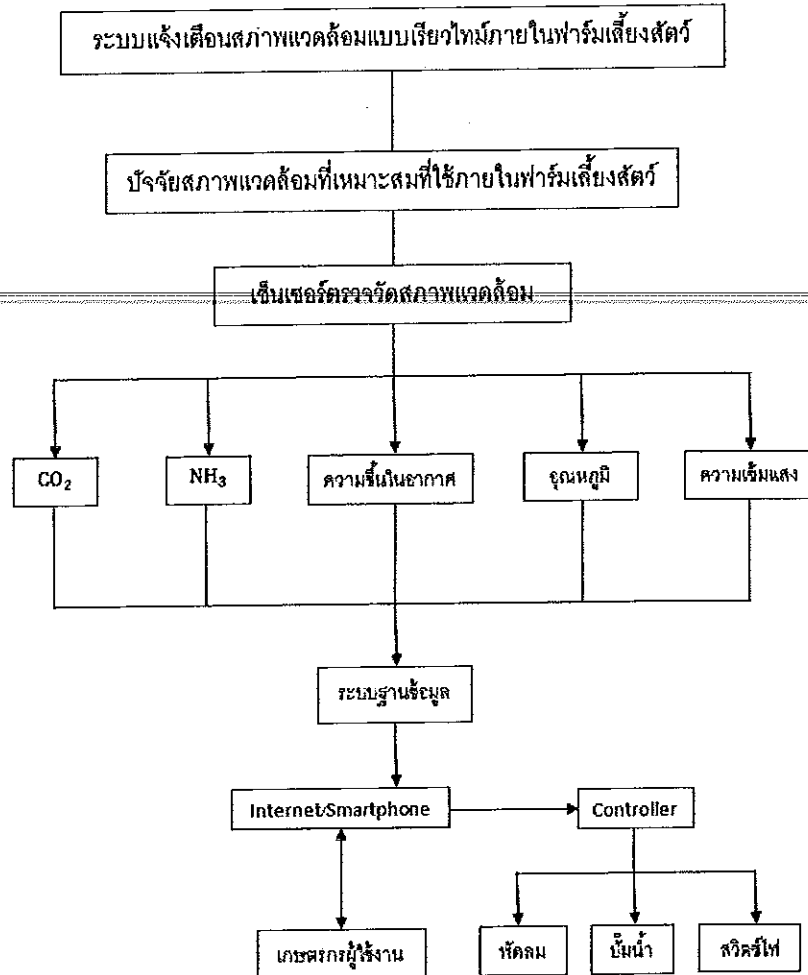 ระบบแจ้งเตือนสภาพแวดล้อมแบบเรียวไทม์ภายในฟาร์มเลี้ยงสัตว์
ปัจจัยสภาพแวดล้อมที่เหมาะสมที่ใช้ภายในฟาร์มเลี้ยงสัตว์
เซ็นเซอร์ตรวจวัดสภาพแวดล้อม
CO₂
NH₃
ความชื้นในอากาศ
อุณหภูมิ
ความเข้มแสง
ระบบฐานข้อมูล
Internet/Smartphone
Controller
เกษตรกรผู้ใช้งาน
พัดลม
ปั๊มน้ำ
สวิตช์ไฟ